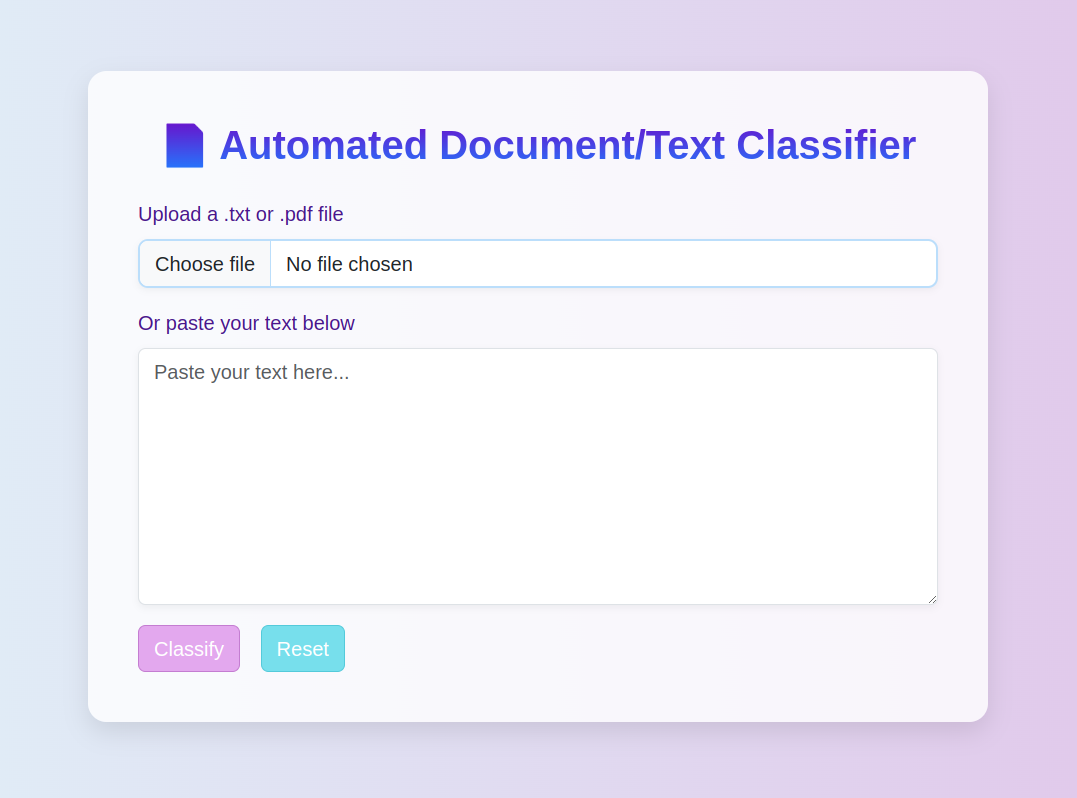 Automated Document/Text Classifier
Upload a .txt or .pdf file
Choose file No file chosen
Or paste your text below
Paste your text here...
Classify Reset